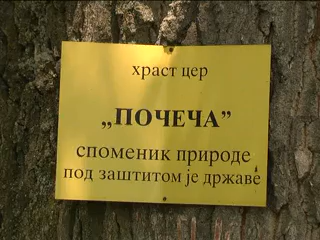 храст цер
„ПОЧЕЧА”
споменик природе
под заштитом је државе